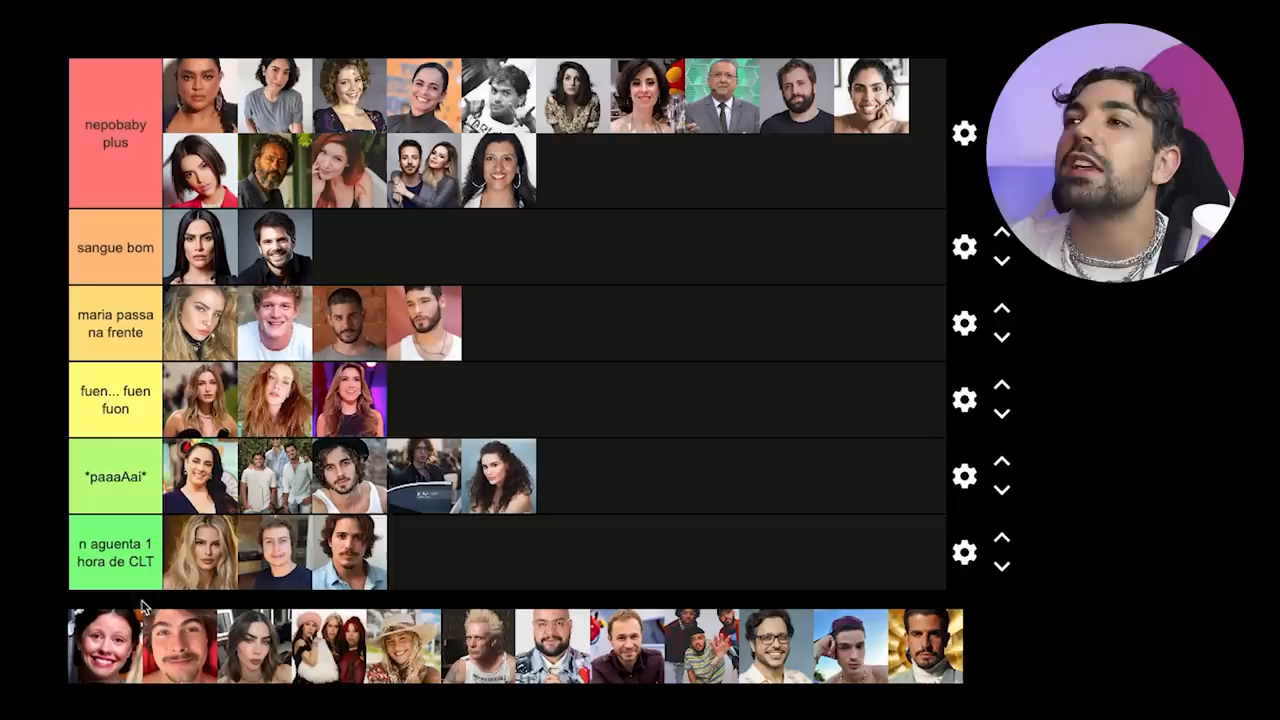 nepobaby
plus
sangue bom
maria passa
na frente
fuen... fuen
fuon
*paaaAai*
n aguenta 1
hora de CLT